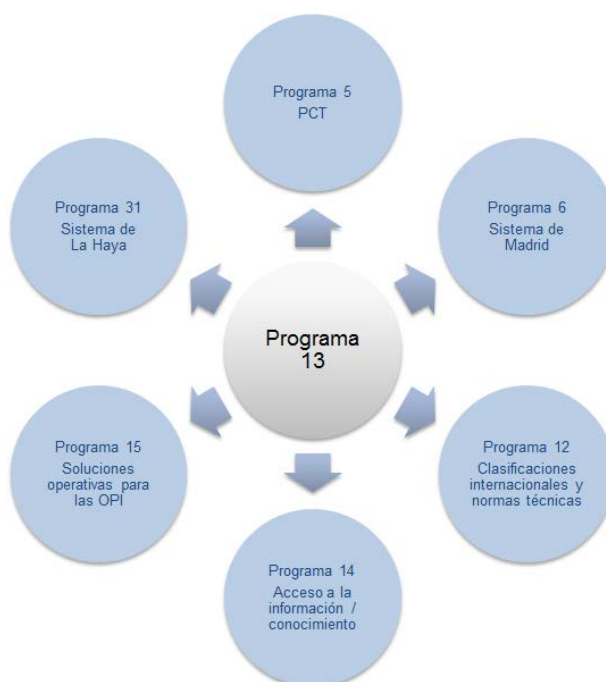 Programa 5
PCT
Programa 31
Sistema de
La Haya
Programa 6
Sistema de
Madrid
Programa
13
Programa 15
Soluciones
operativas para
las OPI
Programa 12
Clasificaciones
internacionales y
normas técnicas
Programa 14
Acceso a la
información /
conocimiento